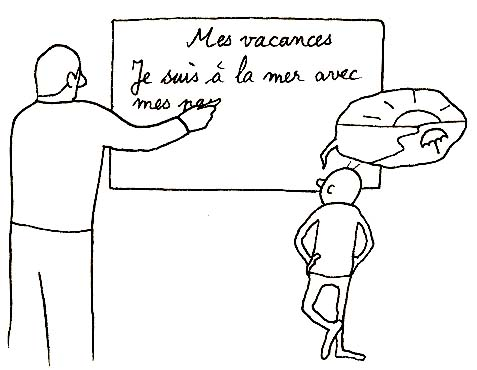 Mes vacances
Je suis à la mer avec
mes